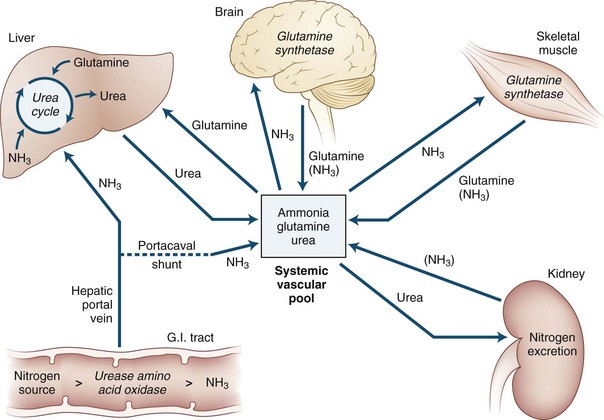 Brain
Glutamine
synthetase
Liver
Glutamine
Urea
cycle
Urea
NH₃
Skeletal
muscle
Glutamine
synthetase
Glutamine
NH₃
Glutamine
(NH₃)
NH₃
Glutamine
(NH₃)
NH₃
Urea
Ammonia
glutamine
urea
Systemic
vascular
pool
Portacaval
shunt
NH₃
(NH₃)
Urea
Kidney
Nitrogen
excretion
Hepatic
portal
vein
G.I. tract
Nitrogen
source
>
Urease amino
acid oxidase
>
NH₃